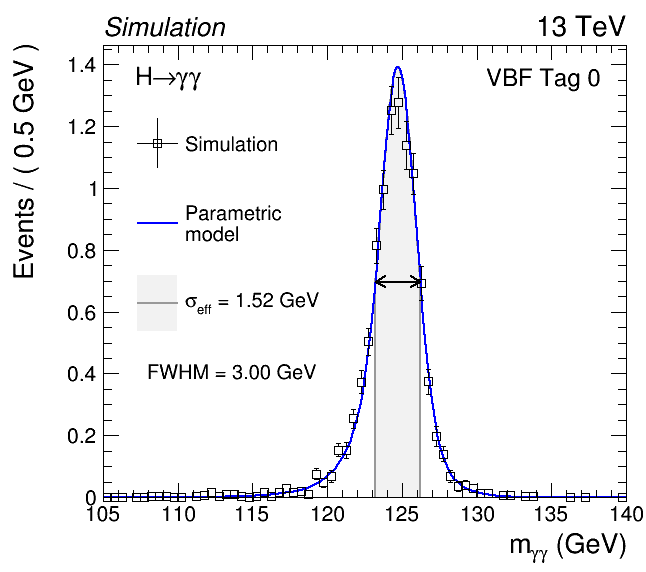 Simulation
13 TeV
H→γγ
VBF Tag 0
Simulation
Parametric
model
σeff = 1.52 GeV
FWHM = 3.00 GeV
Events / ( 0.5 GeV )
1.4
1.2
1
0.8
0.6
0.4
0.2
0
105 110 115 120 125 130 135 140
mγγ (GeV)